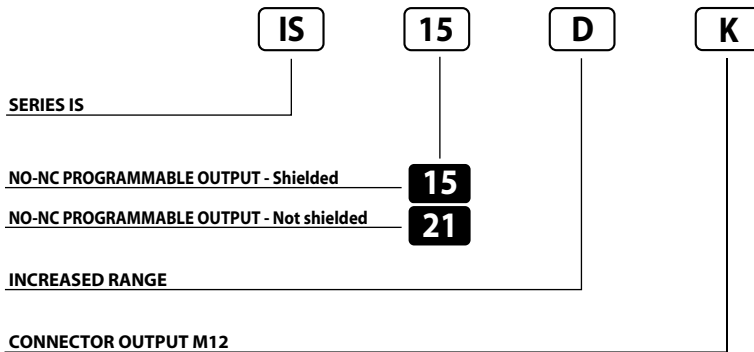 IS 15 D K
SERIES IS
NO-NC PROGRAMMABLE OUTPUT - Shielded 15
NO-NC PROGRAMMABLE OUTPUT - Not shielded 21
INCREASED RANGE
CONNECTOR OUTPUT M12